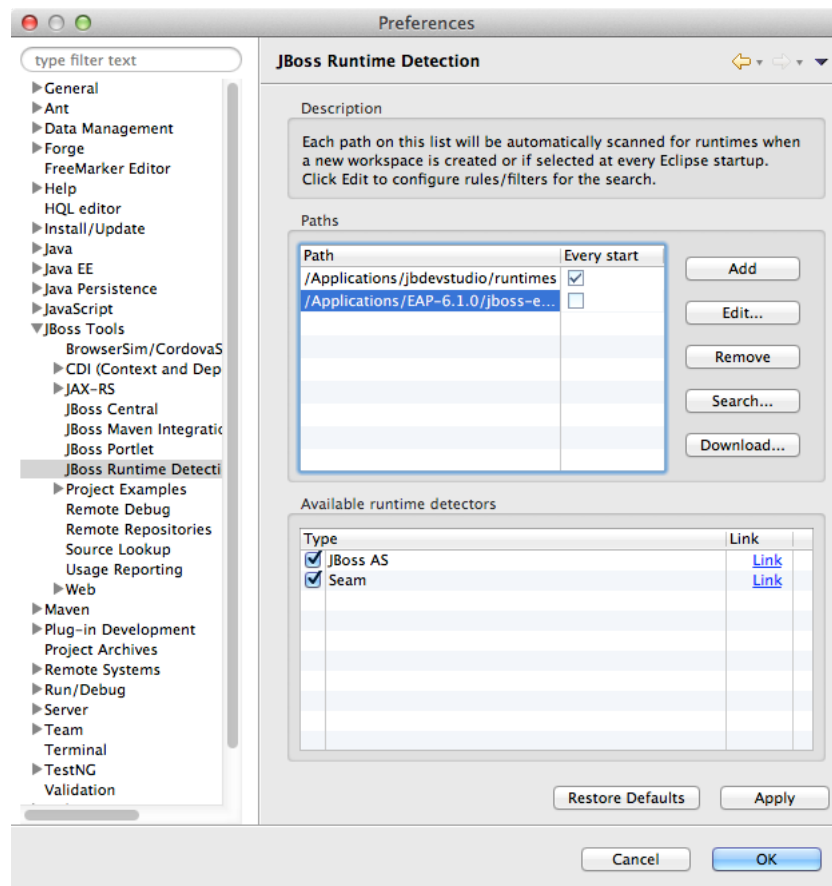 Preferences
type filter text
General
Ant
Data Management
Forge
FreeMarker Editor
Help
HQL editor
Install/Update
Java
Java EE
Java Persistence
JavaScript
JBoss Tools
BrowserSim/CordovaS
CDI (Context and Dep
JAX-RS
JBoss Central
JBoss Maven Integratic
JBoss Portlet
JBoss Runtime Detecti
Project Examples
Remote Debug
Remote Repositories
Source Lookup
Usage Reporting
Web
Maven
Plug-in Development
Project Archives
Remote Systems
Run/Debug
Server
Team
Terminal
TestNG
Validation
JBoss Runtime Detection
Description
Each path on this list will be automatically scanned for runtimes when
a new workspace is created or if selected at every Eclipse startup.
Click Edit to configure rules/filters for the search.
Paths
Path Every start
/Applications/jbdevstudio/runtimes
/Applications/EAP-6.1.0/jboss-e...
Add
Edit...
Remove
Search...
Download...
Available runtime detectors
Type Link
JBoss AS Link
Seam Link
Restore Defaults Apply
Cancel OK